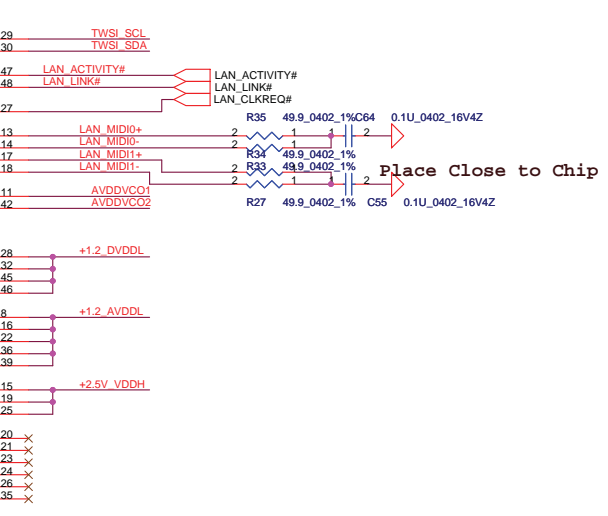 29 TWSI_SCL
30 TWSI_SDA
47 LAN_ACTIVITY# LAN_ACTIVITY#
48 LAN_LINK# LAN_LINK#
27 LAN_CLKREQ#
R35 49.9_0402_1% C64 0.1U_0402_16V4Z
13 LAN_MIDI0+ 2 1 1 2
14 LAN_MIDI0- 2 1
R34 49.9_0402_1%
17 LAN_MIDI1+ R33 49.9_0402_1%
18 LAN_MIDI1- 2 1 1 2 Place Close to Chip
2 1
11 AVDDVCO1
42 AVDDVCO2 R27 49.9_0402_1% C55 0.1U_0402_16V4Z
28 +1.2_DVDDL
32
45
46
8 +1.2_AVDDL
16
22
36
39
15 +2.5V_VDDH
19
25
20
21
23
24
26
35